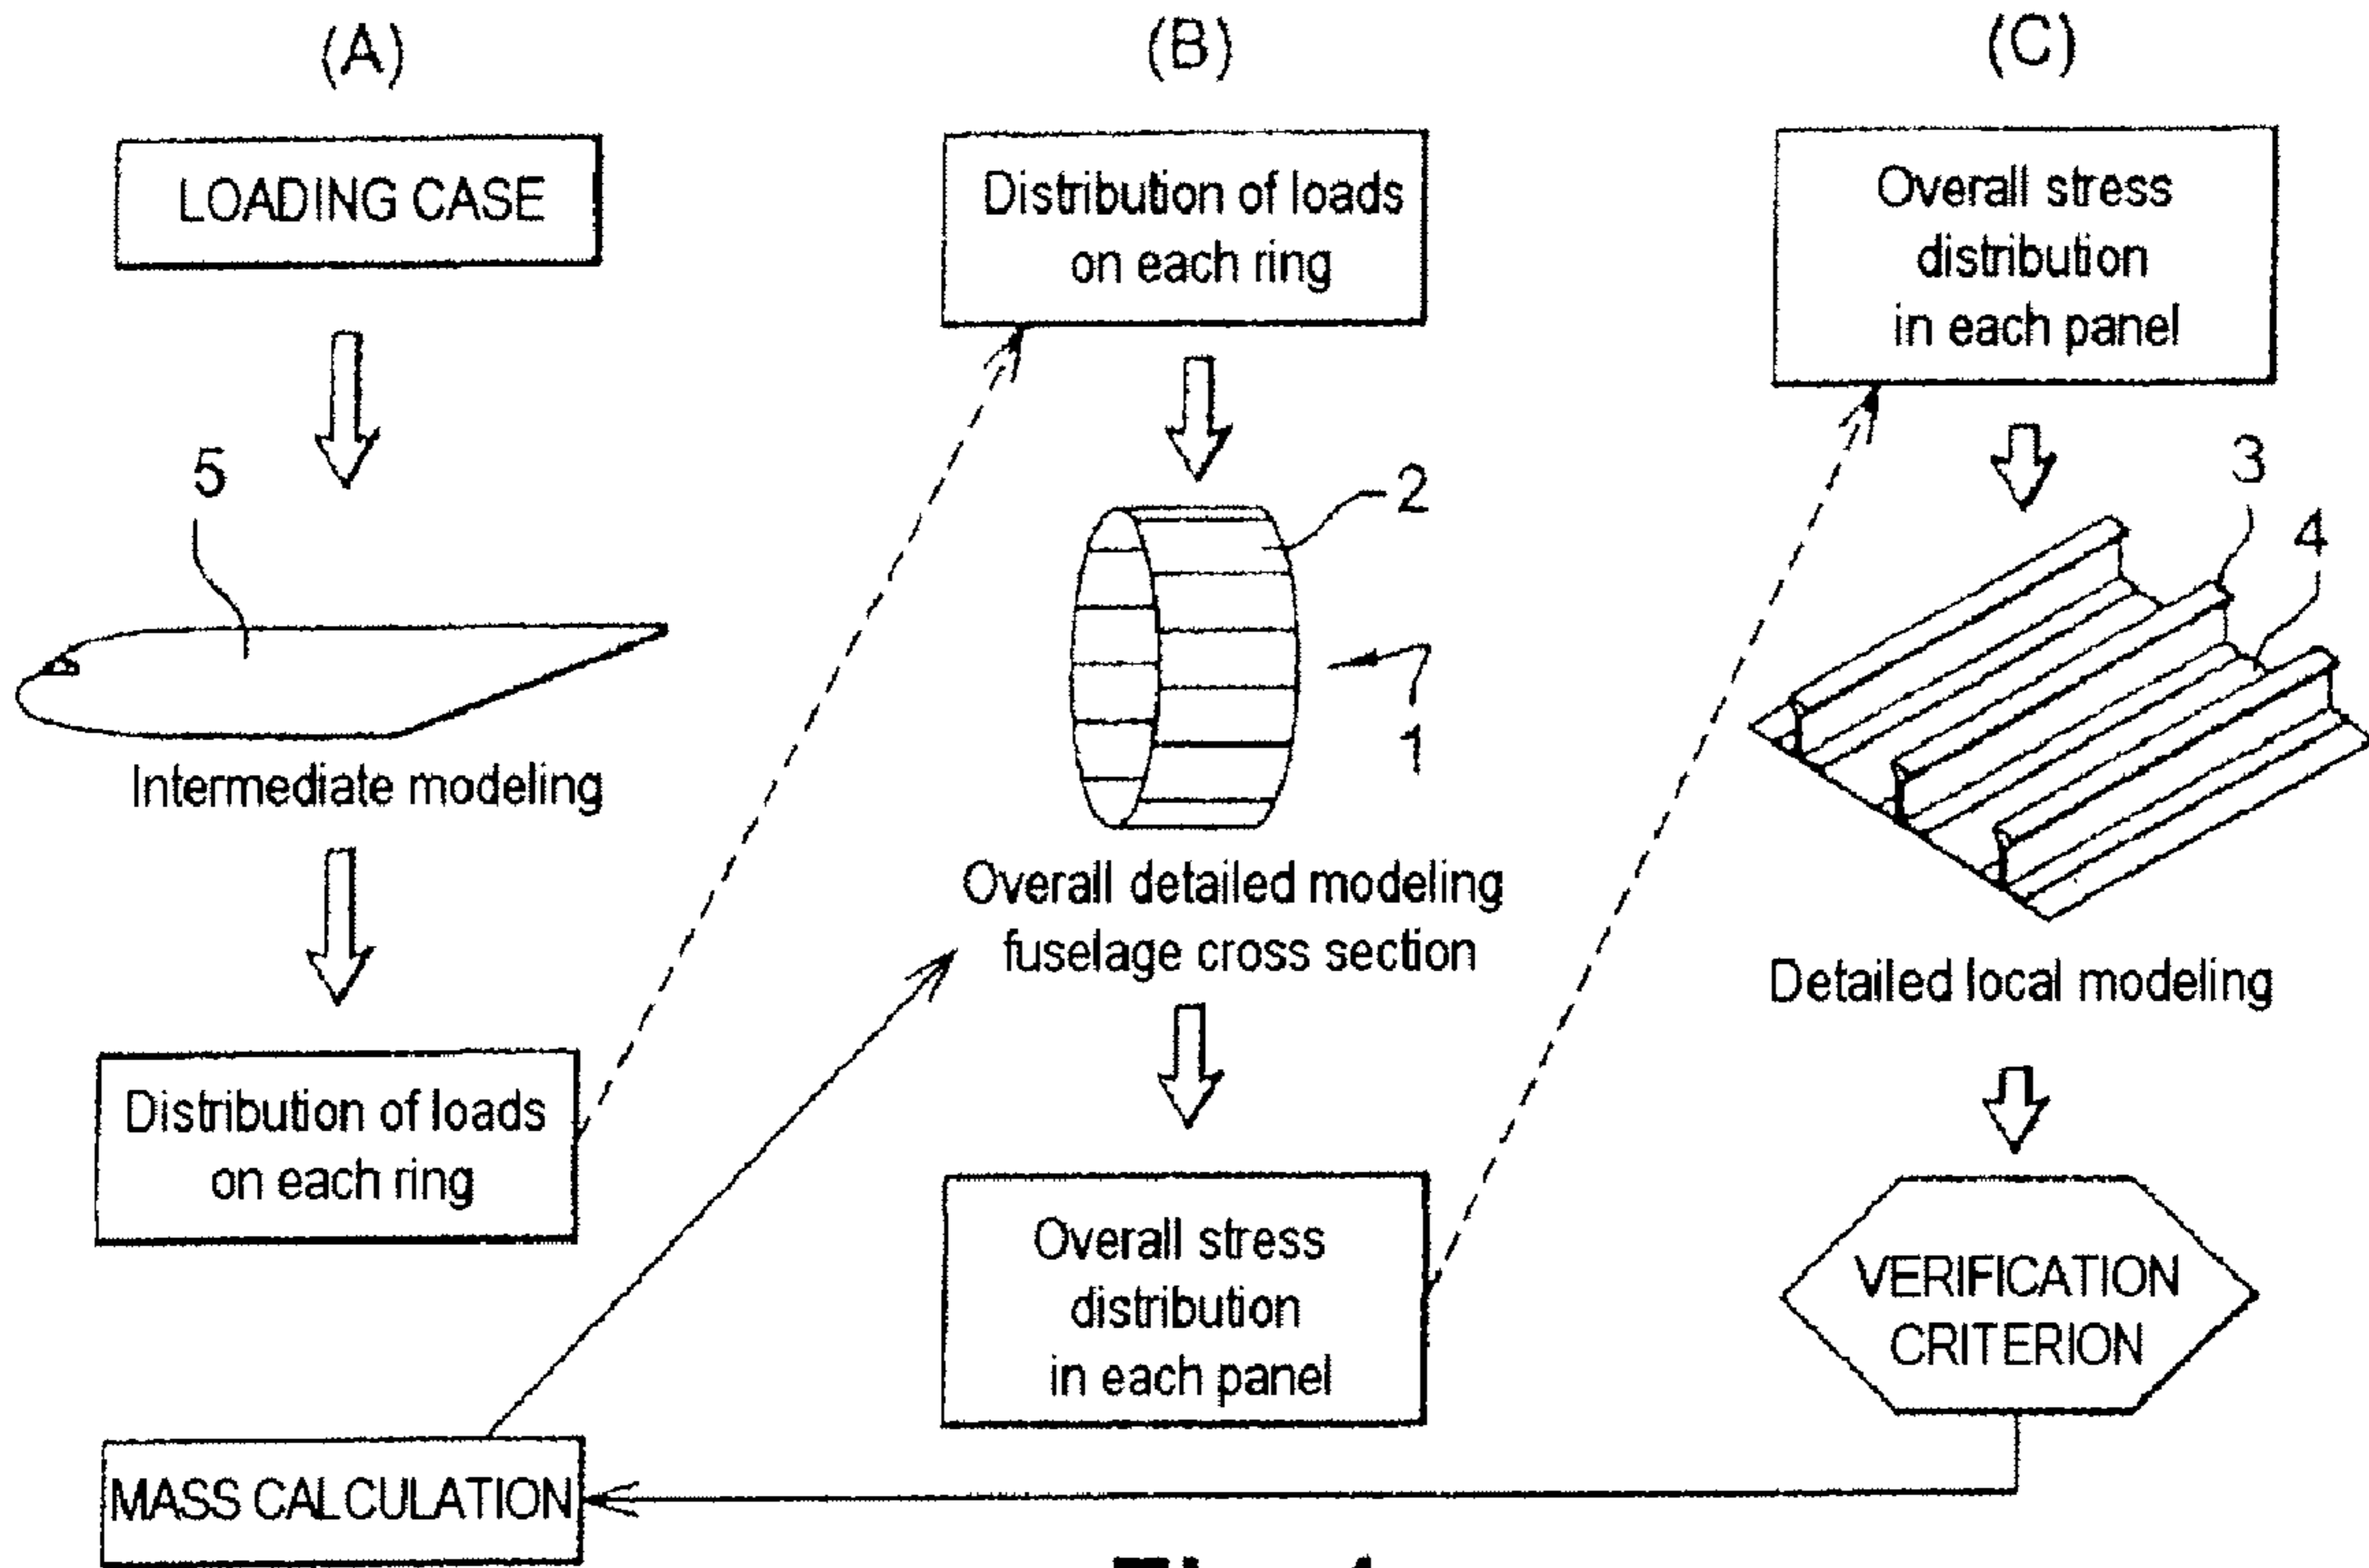 (A)
LOADING CASE
5
Intermediate modeling
Distribution of loads
on each ring
MASS CALCULATION
(B)
Distribution of loads
on each ring
2
1
Overall detailed modeling
fuselage cross section
Overall stress
distribution
in each panel
(C)
Overall stress
distribution
in each panel
3
4
Detailed local modeling
VERIFICATION
CRITERION